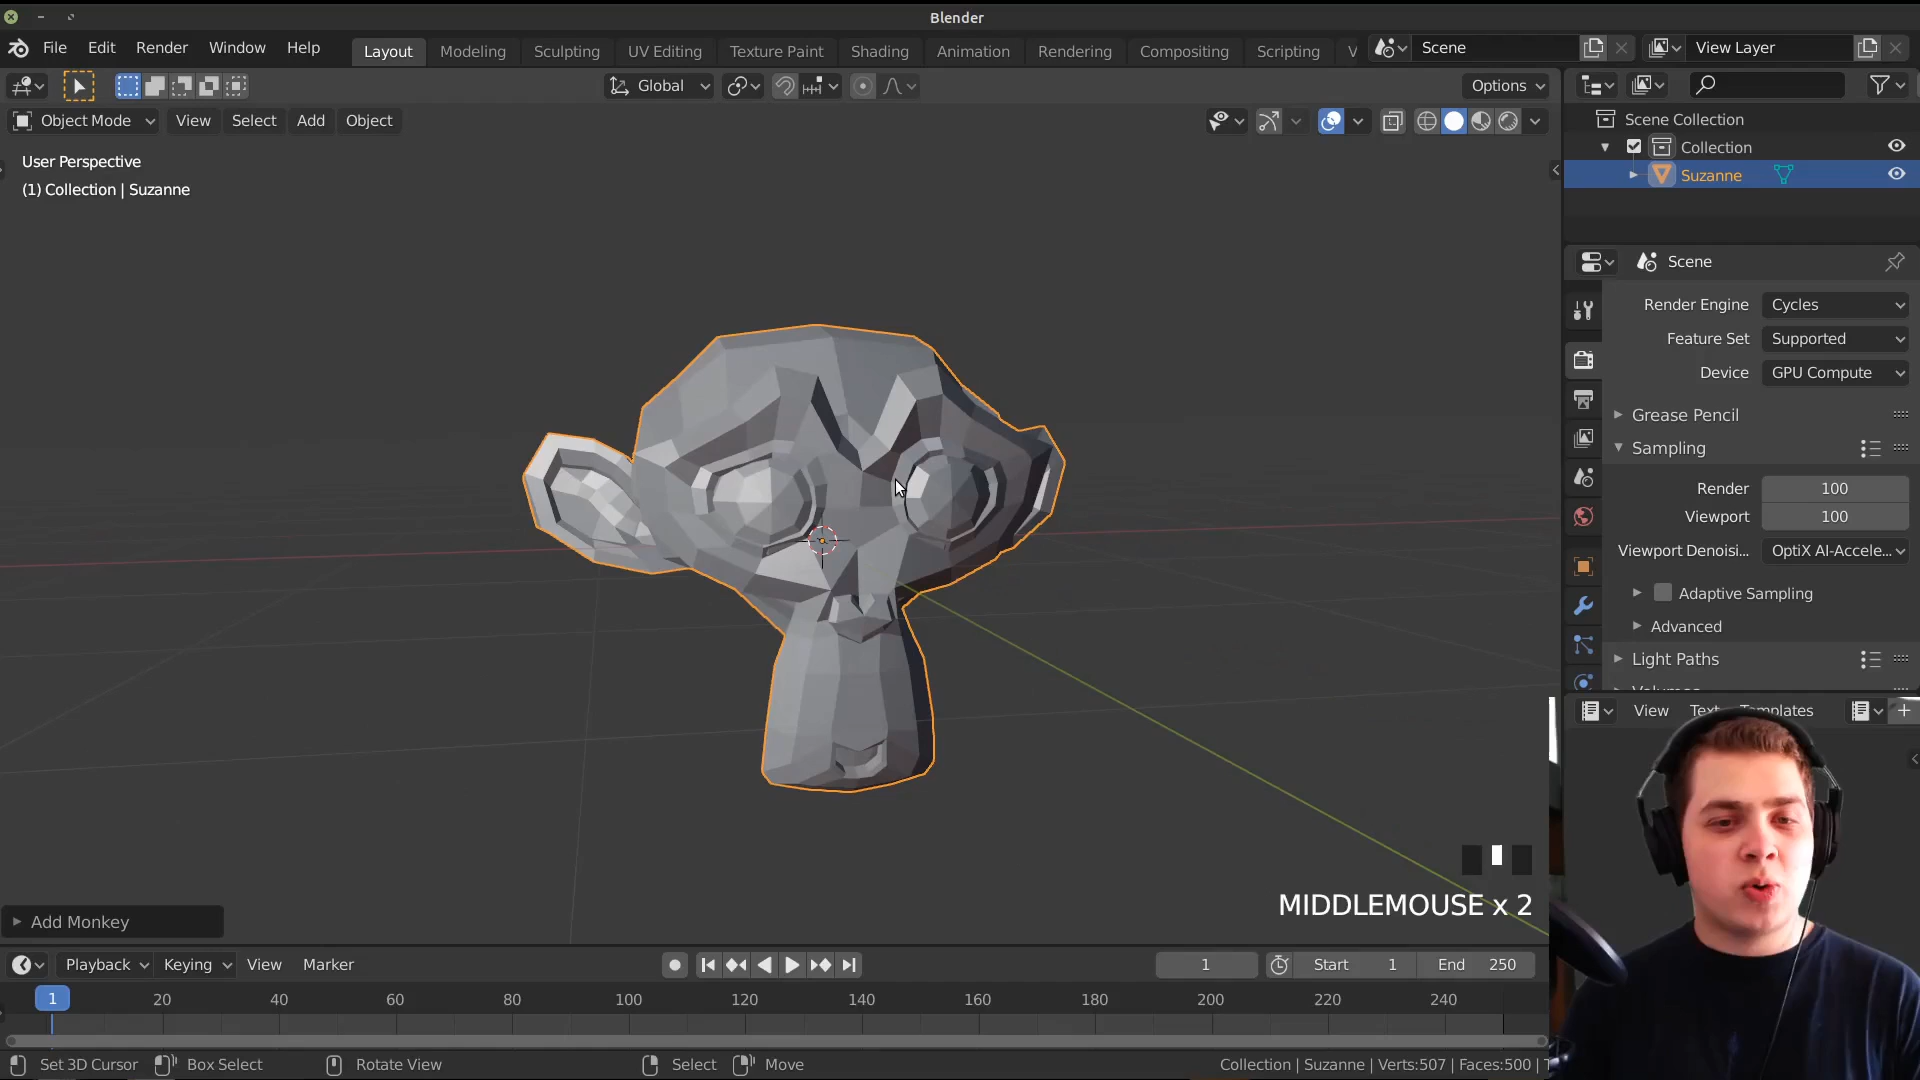 Blender
File Edit Render Window Help Layout Modeling Sculpting UV Editing Texture Paint Shading Animation Rendering Compositing Scripting V Scene View Layer
Global Options
Object Mode View Select Add Object
User Perspective
(1) Collection | Suzanne
Scene Collection
Collection
Suzanne
Scene
Render Engine Cycles
Feature Set Supported
Device GPU Compute
Grease Pencil
Sampling
Render 100
Viewport 100
Viewport Denoisi... OptiX AI-Accele...
Adaptive Sampling
Advanced
Light Paths
View Text Templates
MIDDLEMOUSE x 2
Add Monkey
Playback Keying View Marker 1 Start 1 End 250
1 20 40 60 80 100 120 140 160 180 200 220 240
Set 3D Cursor Box Select Rotate View Select Move Collection | Suzanne | Verts:507 | Faces:500 |